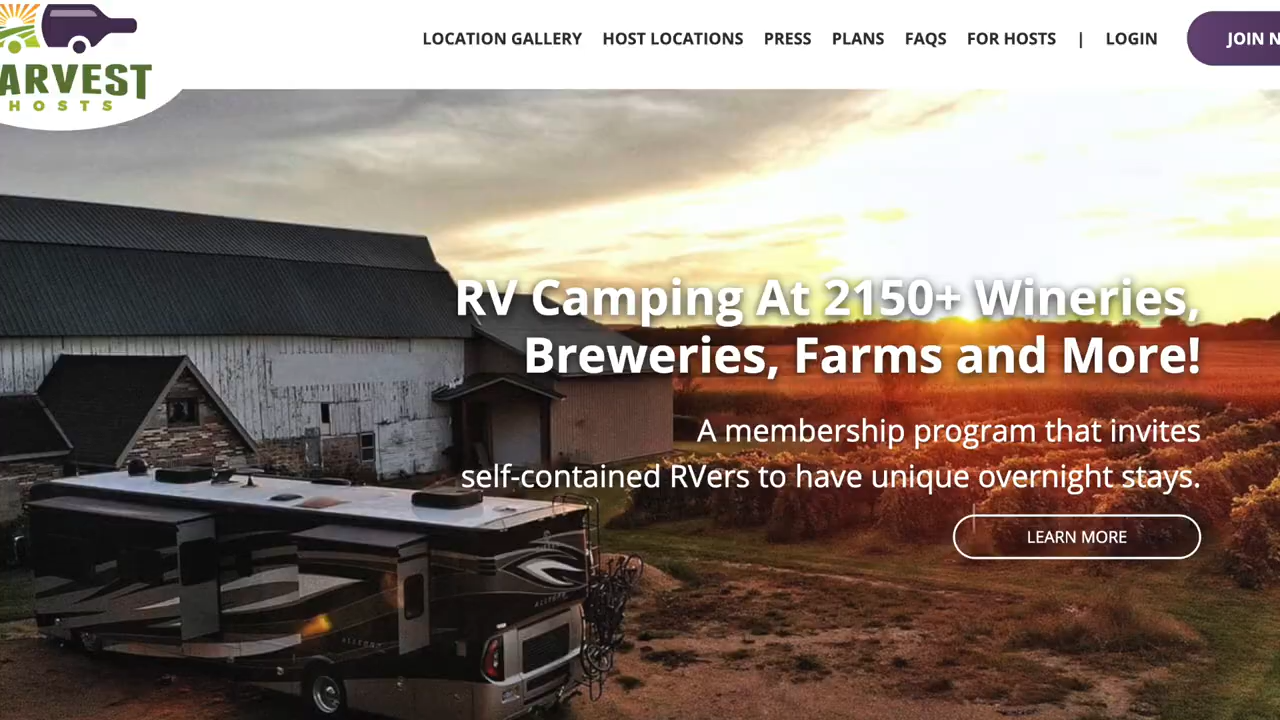 ARVEST
HOSTS
LOCATION GALLERY HOST LOCATIONS PRESS PLANS FAQS FOR HOSTS | LOGIN JOIN N
RV Camping At 2150+ Wineries,
Breweries, Farms and More!
A membership program that invites
self-contained RVers to have unique overnight stays.
LEARN MORE
ALLEGRO